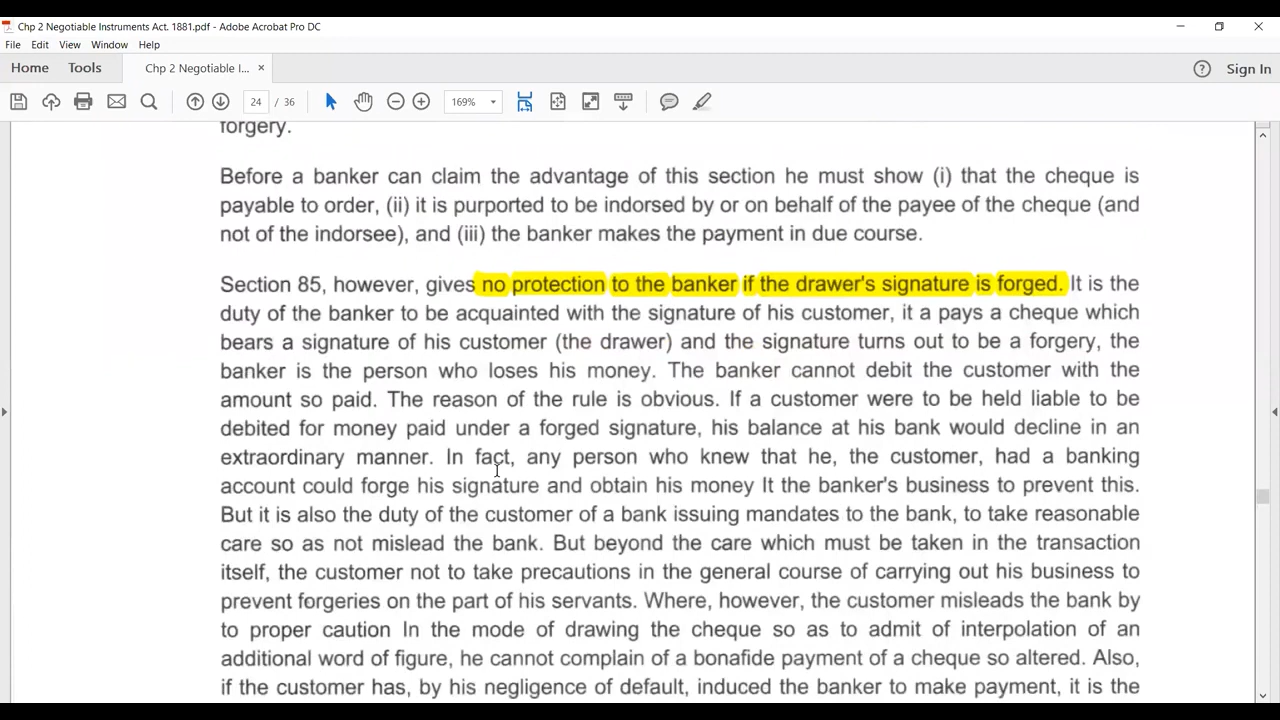 Chp 2 Negotiable Instruments Act. 1881.pdf - Adobe Acrobat Pro DC
File Edit View Window Help
Home Tools Chp 2 Negotiable I... × Sign In
24 / 36 169%
forgery.
Before a banker can claim the advantage of this section he must show (i) that the cheque is
payable to order, (ii) it is purported to be indorsed by or on behalf of the payee of the cheque (and
not of the indorsee), and (iii) the banker makes the payment in due course.
Section 85, however, gives no protection to the banker if the drawer's signature is forged. It is the
duty of the banker to be acquainted with the signature of his customer, it a pays a cheque which
bears a signature of his customer (the drawer) and the signature turns out to be a forgery, the
banker is the person who loses his money. The banker cannot debit the customer with the
amount so paid. The reason of the rule is obvious. If a customer were to be held liable to be
debited for money paid under a forged signature, his balance at his bank would decline in an
extraordinary manner. In fact, any person who knew that he, the customer, had a banking
account could forge his signature and obtain his money It the banker's business to prevent this.
But it is also the duty of the customer of a bank issuing mandates to the bank, to take reasonable
care so as not mislead the bank. But beyond the care which must be taken in the transaction
itself, the customer not to take precautions in the general course of carrying out his business to
prevent forgeries on the part of his servants. Where, however, the customer misleads the bank by
to proper caution In the mode of drawing the cheque so as to admit of interpolation of an
additional word of figure, he cannot complain of a bonafide payment of a cheque so altered. Also,
if the customer has, by his negligence of default, induced the banker to make payment, it is the